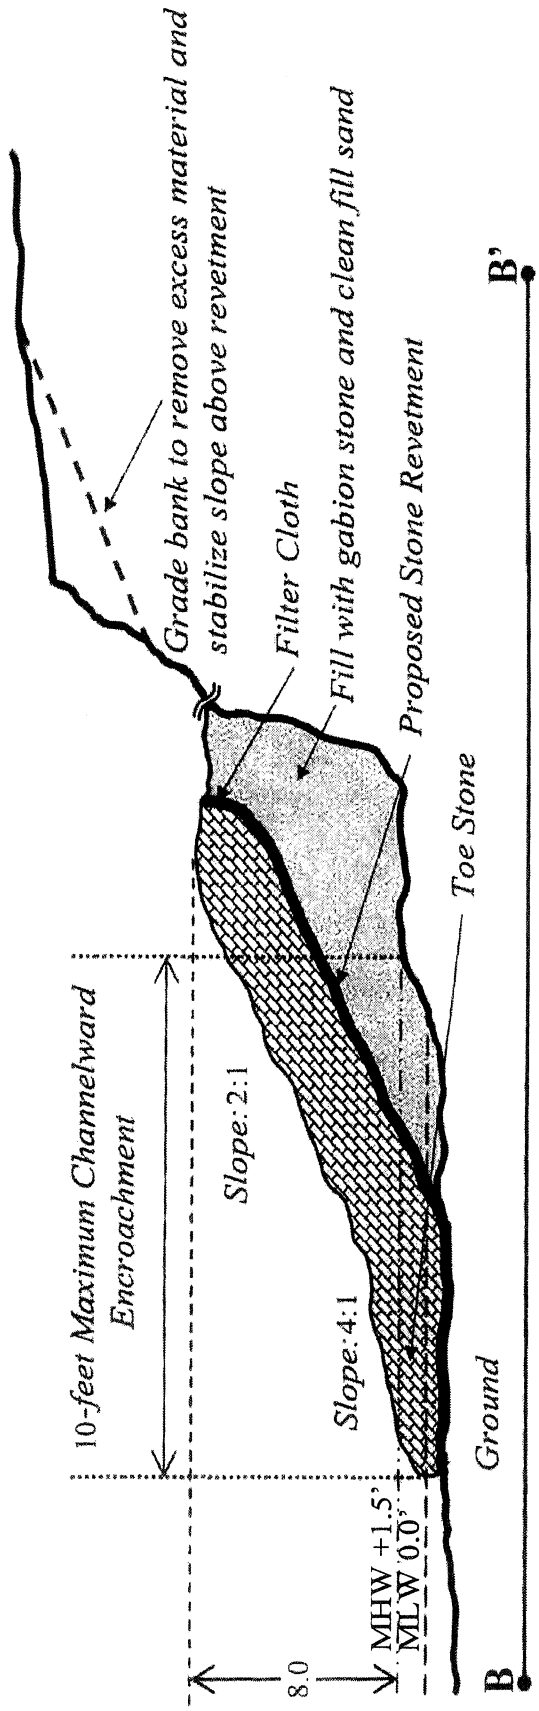 10-feet Maximum Channelward
Encroachment
Grade bank to remove excess material and
stabilize slope above revetment
Slope: 2:1
Filter Cloth
Fill with gabion stone and clean fill sand
Slope: 4:1
Proposed Stone Revetment
Toe Stone
8.0
MHW +1.5'
MLW 0.0'
Ground
B
B'